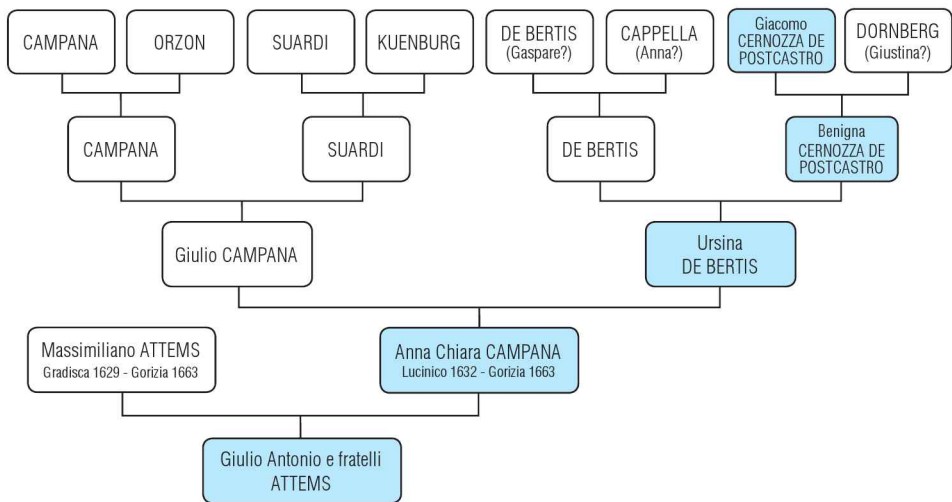 CAMPANA
ORZON
SUARDI
KUENBURG
DE BERTIS
(Gaspare?)
CAPPELLA
(Anna?)
Giacomo
CERNOZZA DE
POSTCASTRO
DORNBERG
(Giustina?)
CAMPANA
SUARDI
DE BERTIS
Benigna
CERNOZZA DE
POSTCASTRO
Giulio CAMPANA
Ursina
DE BERTIS
Massimiliano ATTEMS
Gradisca 1629 - Gorizia 1663
Anna Chiara CAMPANA
Lucinico 1632 - Gorizia 1663
Giulio Antonio e fratelli
ATTEMS